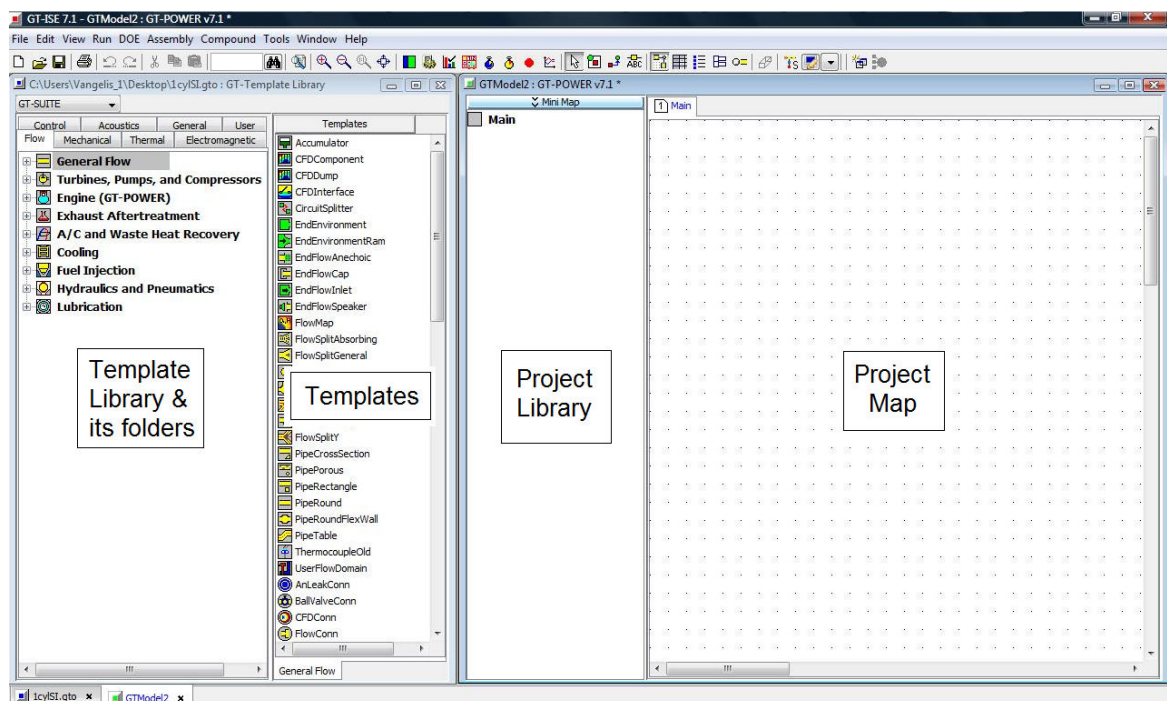 GT-ISE 7.1 - GTModel2 : GT-POWER v7.1 *
File Edit View Run DOE Assembly Compound Tools Window Help
C:\Users\Vangelis_1\Desktop\1cylSI.gto : GT-Template Library
GT-SUITE
Control Acoustics General User
Flow Mechanical Thermal Electromagnetic
General Flow
Turbines, Pumps, and Compressors
Engine (GT-POWER)
Exhaust Aftertreatment
A/C and Waste Heat Recovery
Cooling
Fuel Injection
Hydraulics and Pneumatics
Lubrication
Template
Library &
its folders
Templates
Accumulator
CFDComponent
CFDDump
CFDInterface
CircuitSplitter
EndEnvironment
EndEnvironmentRam
EndFlowAnechoic
EndFlowCap
EndFlowInlet
EndFlowSpeaker
FlowMap
FlowSplitAbsorbing
FlowSplitGeneral
Templates
FlowSplitY
PipeCrossSection
PipePorous
PipeRectangle
PipeRound
PipeRoundFlexWall
PipeTable
ThermocoupleOld
UserFlowDomain
AnLeakConn
BallValveConn
CFDConn
FlowConn
General Flow
GTModel2 : GT-POWER v7.1 *
Mini Map
Main
Project
Library
1 Main
Project
Map
1cylSI.gto
GTModel2